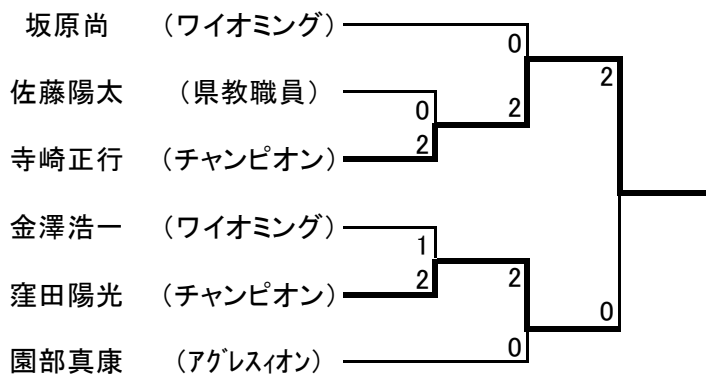 坂原尚 (ワイオミング)
0
佐藤陽太 (県教職員)
0
2
2
寺崎正行 (チャンピオン)
2
金澤浩一 (ワイオミング)
1
窪田陽光 (チャンピオン)
2
2
0
園部真康 (アグレスィオン)
0